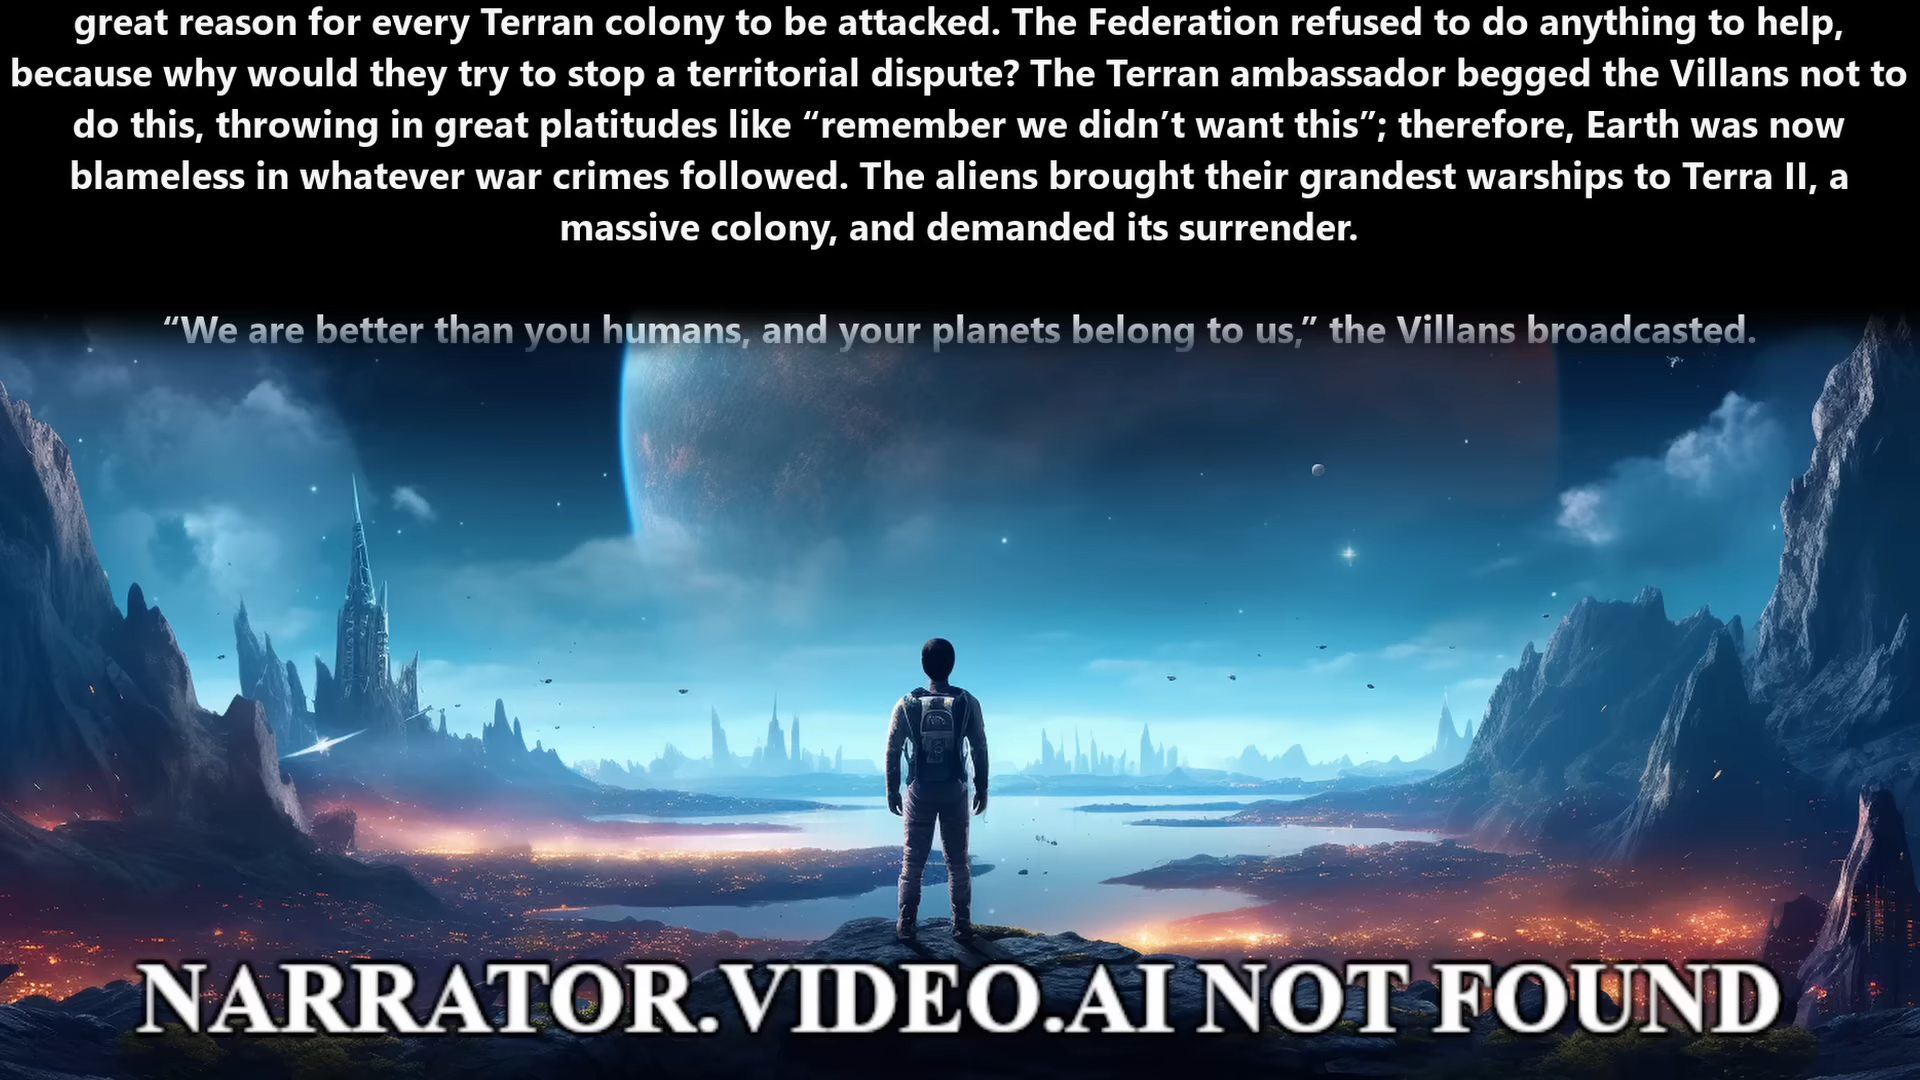 great reason for every Terran colony to be attacked. The Federation refused to do anything to help,
because why would they try to stop a territorial dispute? The Terran ambassador begged the Villans not to
do this, throwing in great platitudes like “remember we didn’t want this”; therefore, Earth was now
blameless in whatever war crimes followed. The aliens brought their grandest warships to Terra II, a
massive colony, and demanded its surrender.
“We are better than you humans, and your planets belong to us,” the Villans broadcasted.
NARRATOR.VIDEO.AI NOT FOUND